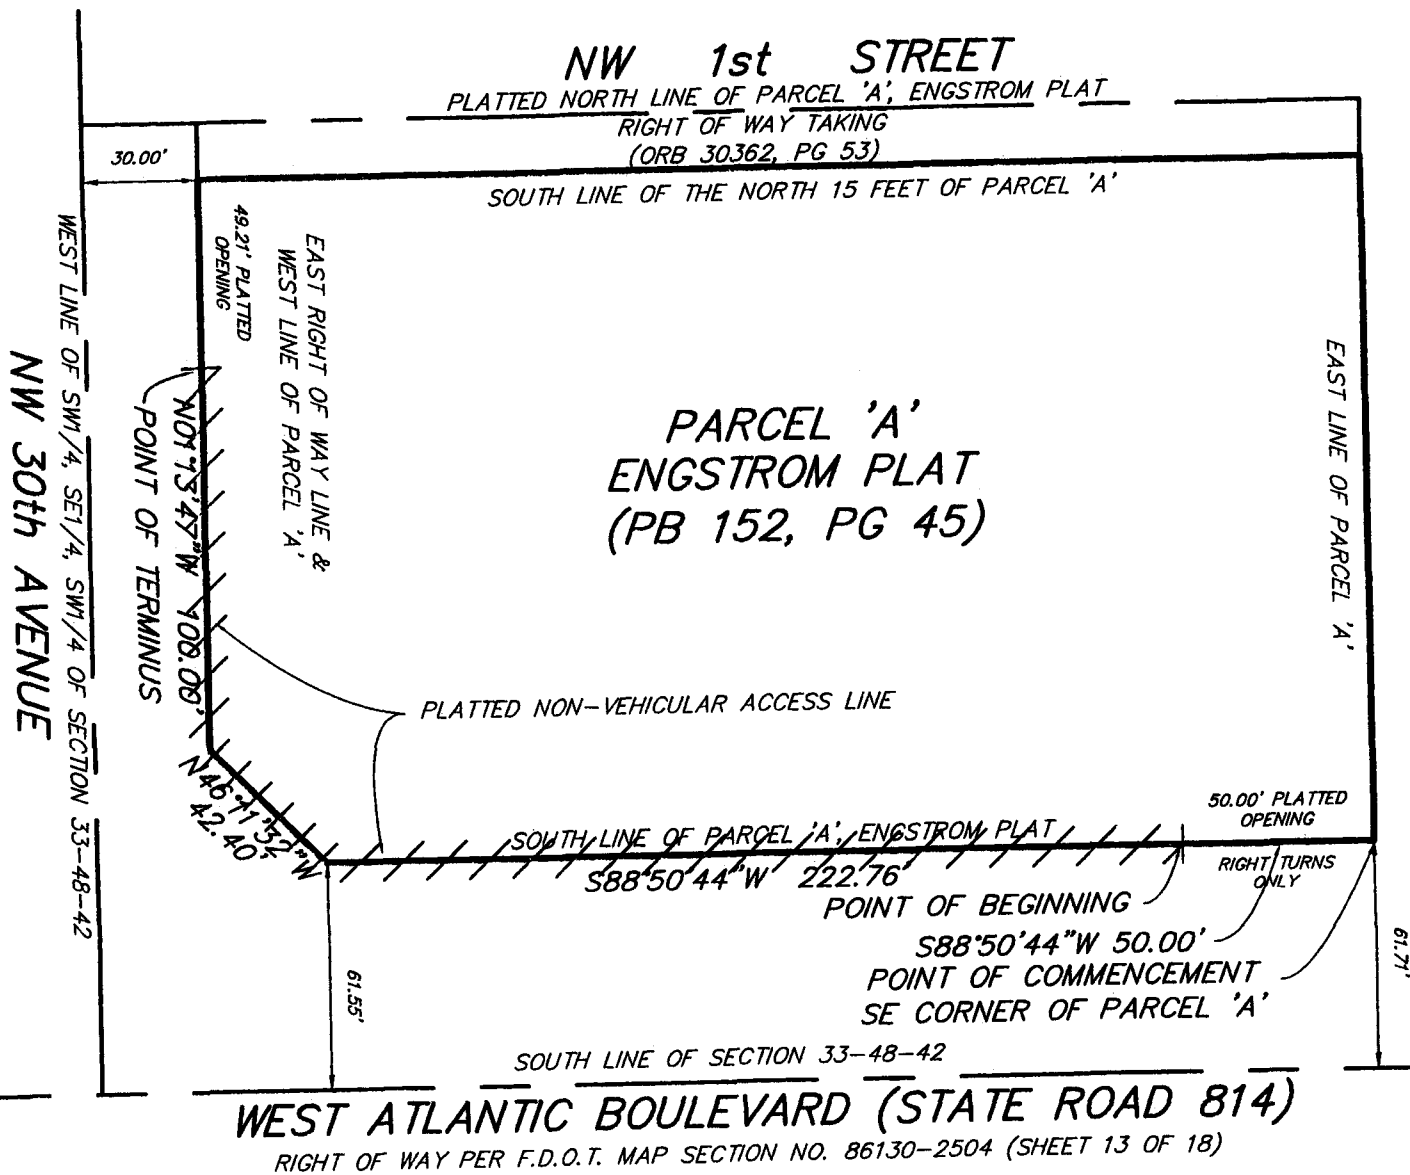 NW 1st STREET
PLATTED NORTH LINE OF PARCEL 'A', ENGSTROM PLAT
RIGHT OF WAY TAKING
(ORB 30362, PG 53)
30.00'
SOUTH LINE OF THE NORTH 15 FEET OF PARCEL 'A'
49.21' PLATTED
OPENING
EAST RIGHT OF WAY LINE &
WEST LINE OF PARCEL 'A'
WEST LINE OF SW1/4, SE1/4, SW1/4 OF SECTION 33-48-42
NW 30th AVENUE
N01°13'47"W 100.00'
POINT OF TERMINUS
PARCEL 'A'
ENGSTROM PLAT
(PB 152, PG 45)
EAST LINE OF PARCEL 'A'
PLATTED NON-VEHICULAR ACCESS LINE
N46°11'32"W
42.40'
50.00' PLATTED
OPENING
SOUTH LINE OF PARCEL 'A', ENGSTROM PLAT
S88°50'44"W 222.76'
RIGHT TURNS
ONLY
POINT OF BEGINNING
S88°50'44"W 50.00'
POINT OF COMMENCEMENT
SE CORNER OF PARCEL 'A'
61.55'
61.71'
SOUTH LINE OF SECTION 33-48-42
WEST ATLANTIC BOULEVARD (STATE ROAD 814)
RIGHT OF WAY PER F.D.O.T. MAP SECTION NO. 86130-2504 (SHEET 13 OF 18)